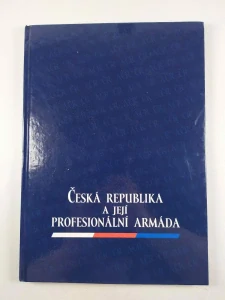 ČESKÁ REPUBLIKA
A JEJÍ
PROFESIONÁLNÍ ARMÁDA